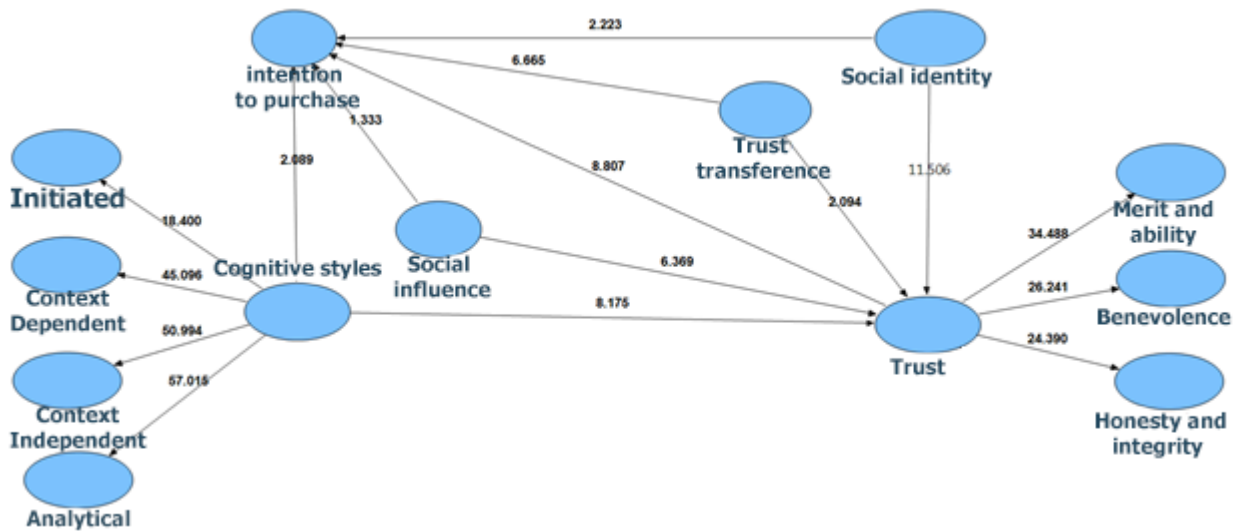 2.223
6.665
intention
to purchase
Social identity
1.333
Trust
transference
2.089
8.807
11.506
Initiated
18.400
2.094
Merit and
ability
34.488
Cognitive styles
Social
influence
6.369
45.096
Context
Dependent
8.175
26.241
Benevolence
50.994
24.390
Trust
57.015
Context
Independent
Honesty and
integrity
Analytical